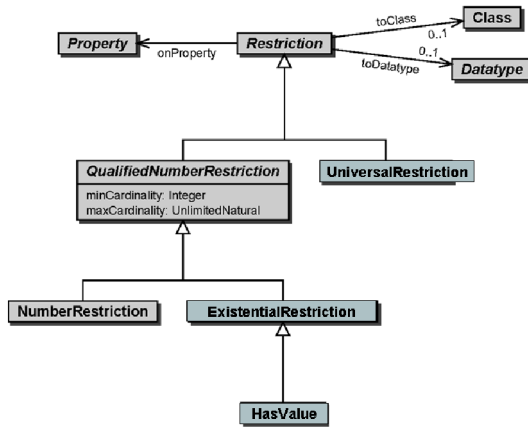 toClass
Class
Property
Restriction
0..1
onProperty
0..1
toDatatype
Datatype
QualifiedNumberRestriction
UniversalRestriction
minCardinality: Integer
maxCardinality: UnlimitedNatural
NumberRestriction
ExistentialRestriction
HasValue